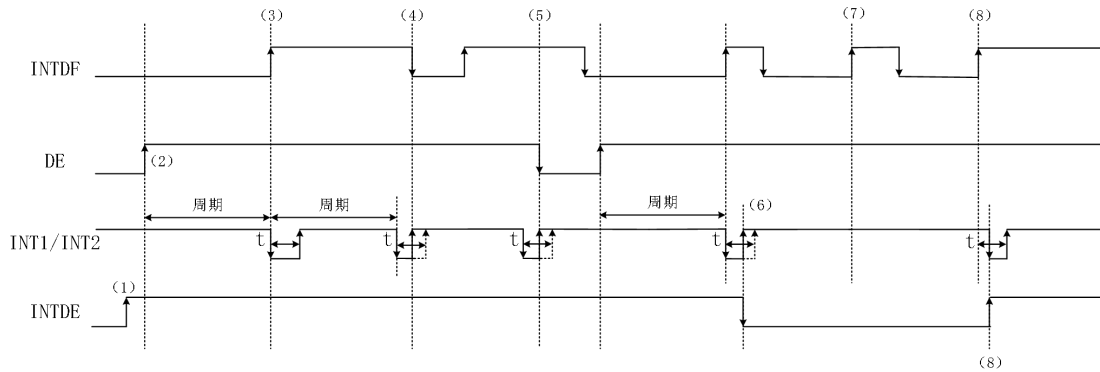 (3) (4) (5) (7) (8)
INTDF
DE (2)
周期 周期 周期 (6)
INT1/INT2 t t t t t
(1)
INTDE
(8)